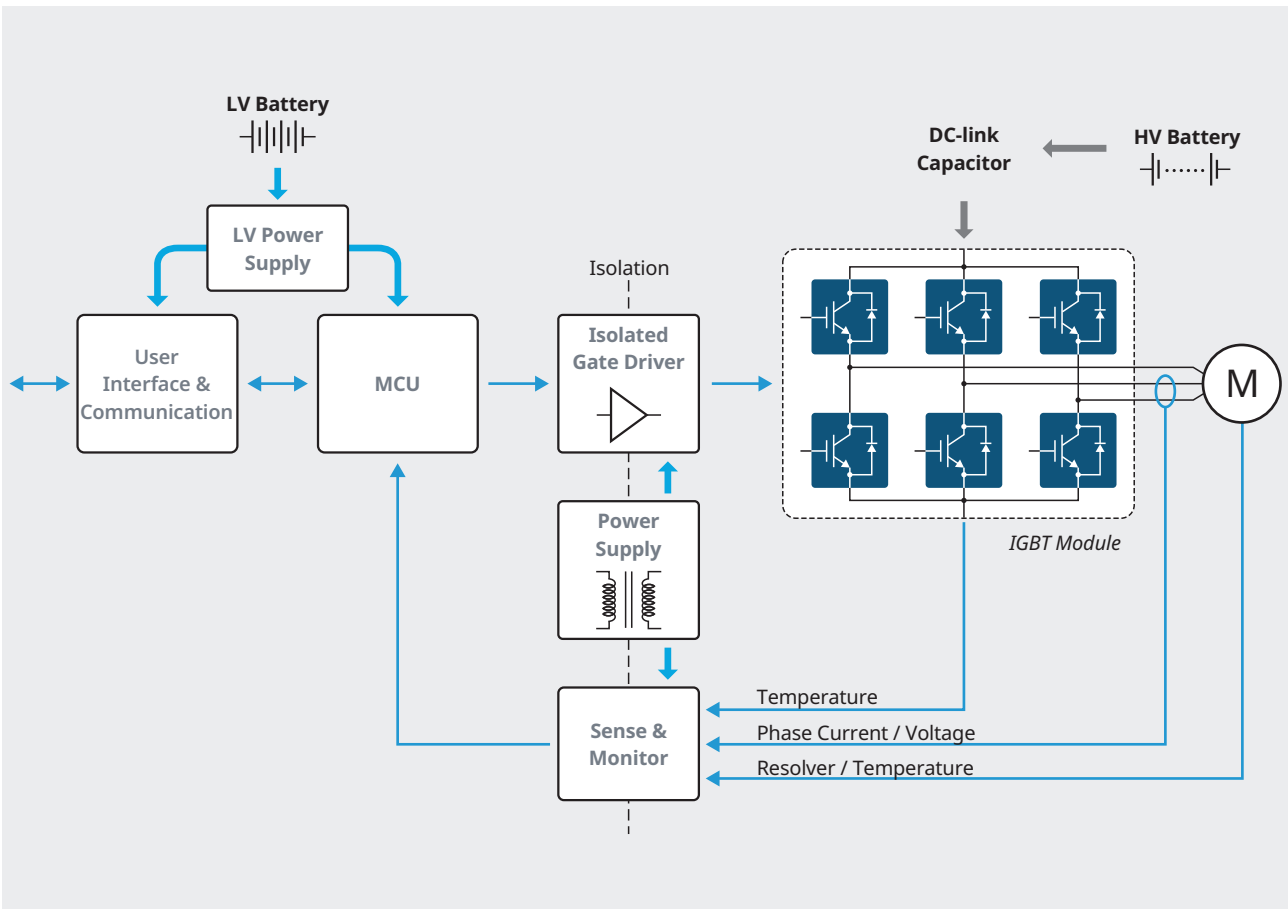 LV Battery
LV Power
Supply
User
Interface &
Communication
MCU
Isolation
Isolated
Gate Driver
Power
Supply
Sense &
Monitor
DC-link
Capacitor
HV Battery
M
IGBT Module
Temperature
Phase Current / Voltage
Resolver / Temperature